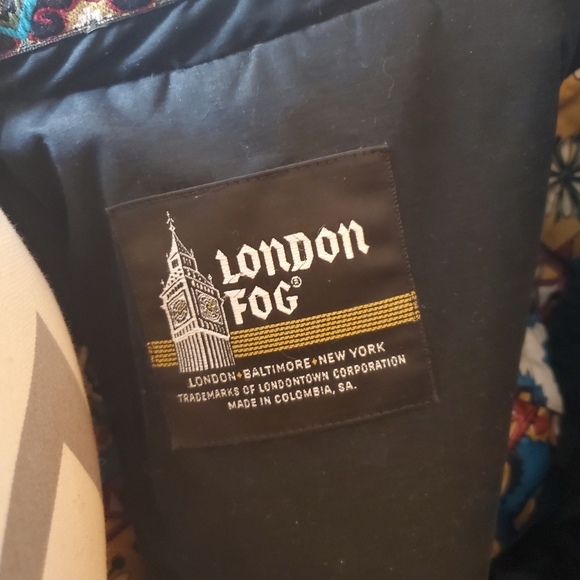 LONDON
FOG®
LONDON♦BALTIMORE♦NEW YORK
TRADEMARKS OF LONDONTOWN CORPORATION
MADE IN COLOMBIA, SA.